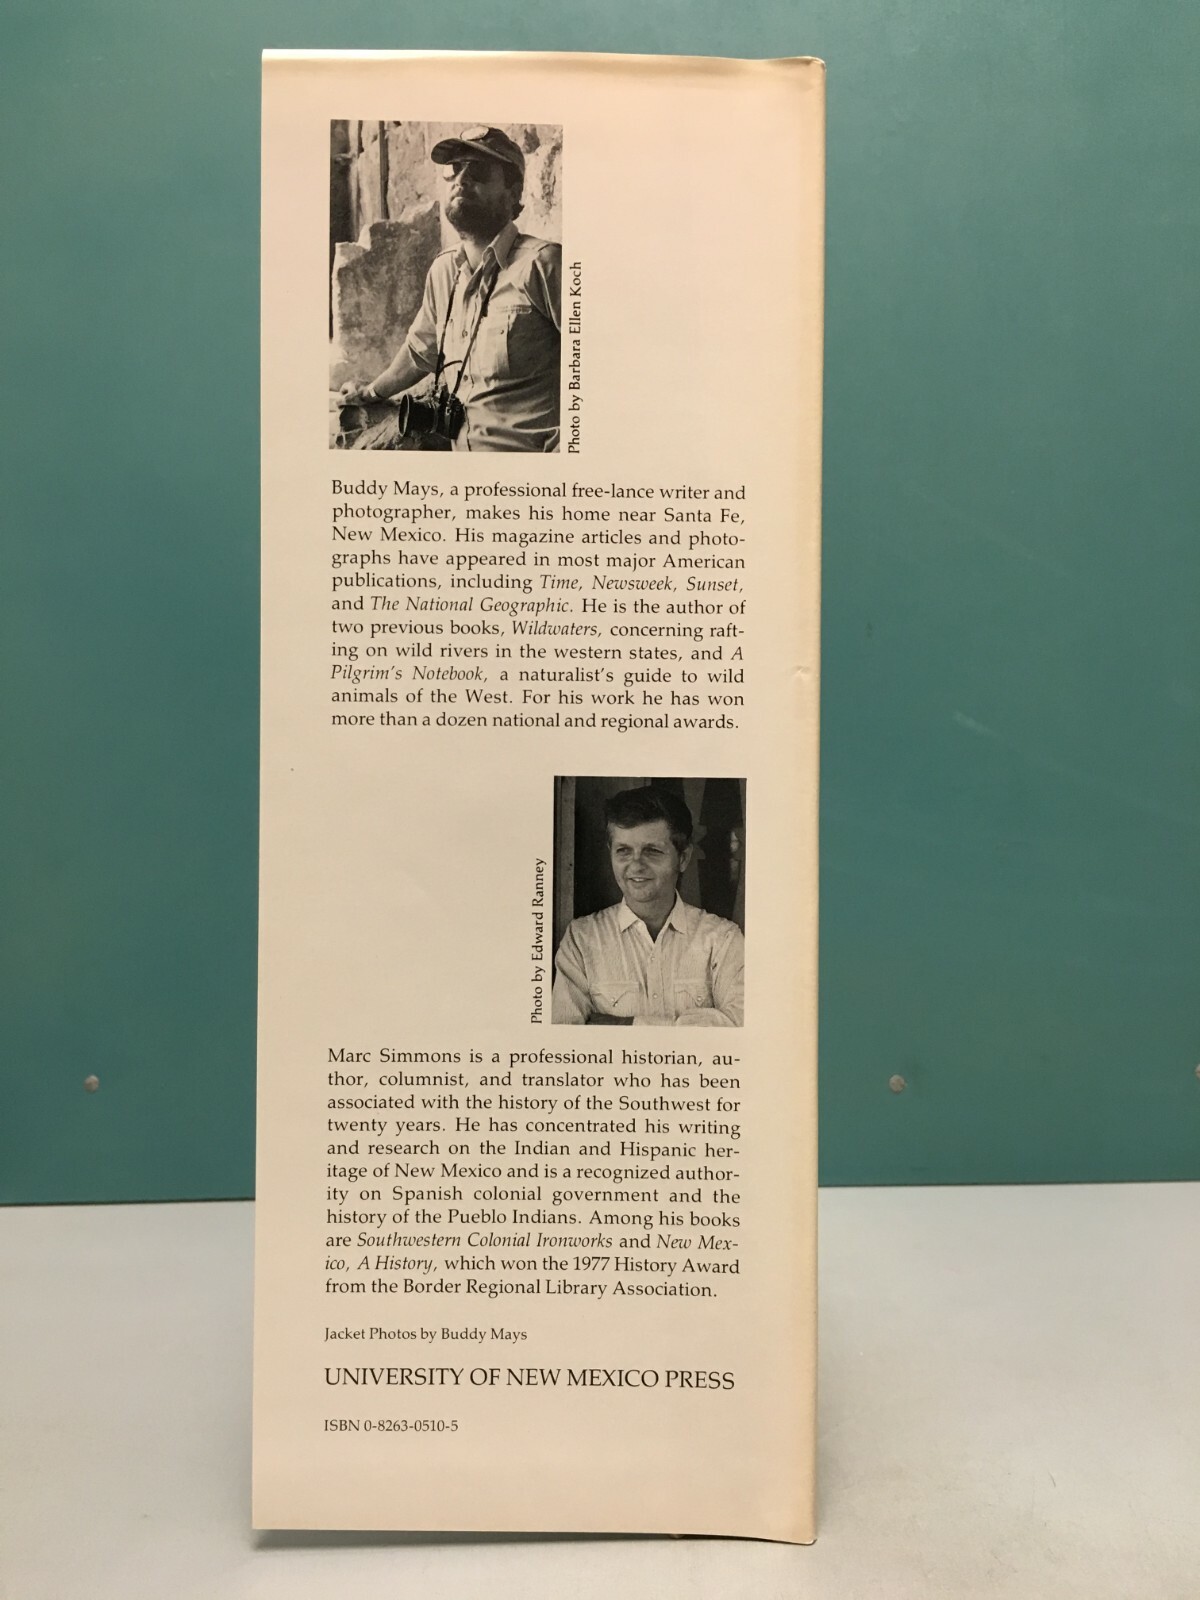 Photo by Barbara Ellen Koch
Buddy Mays, a professional free-lance writer and
photographer, makes his home near Santa Fe,
New Mexico. His magazine articles and photo-
graphs have appeared in most major American
publications, including Time, Newsweek, Sunset,
and The National Geographic. He is the author of
two previous books, Wildwaters, concerning raft-
ing on wild rivers in the western states, and A
Pilgrim's Notebook, a naturalist's guide to wild
animals of the West. For his work he has won
more than a dozen national and regional awards.
Photo by Edward Ranney
Marc Simmons is a professional historian, au-
thor, columnist, and translator who has been
associated with the history of the Southwest for
twenty years. He has concentrated his writing
and research on the Indian and Hispanic her-
itage of New Mexico and is a recognized author-
ity on Spanish colonial government and the
history of the Pueblo Indians. Among his books
are Southwestern Colonial Ironworks and New Mex-
ico, A History, which won the 1977 History Award
from the Border Regional Library Association.
Jacket Photos by Buddy Mays
UNIVERSITY OF NEW MEXICO PRESS
ISBN 0-8263-0510-5